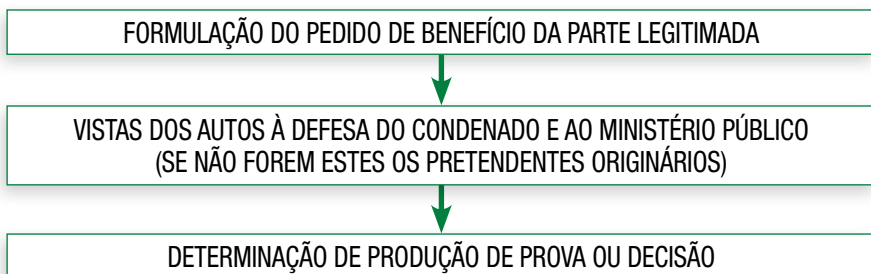 FORMULAÇÃO DO PEDIDO DE BENEFÍCIO DA PARTE LEGITIMADA
VISTAS DOS AUTOS À DEFESA DO CONDENADO E AO MINISTÉRIO PÚBLICO
(SE NÃO FOREM ESTES OS PRETENDENTES ORIGINÁRIOS)
DETERMINAÇÃO DE PRODUÇÃO DE PROVA OU DECISÃO